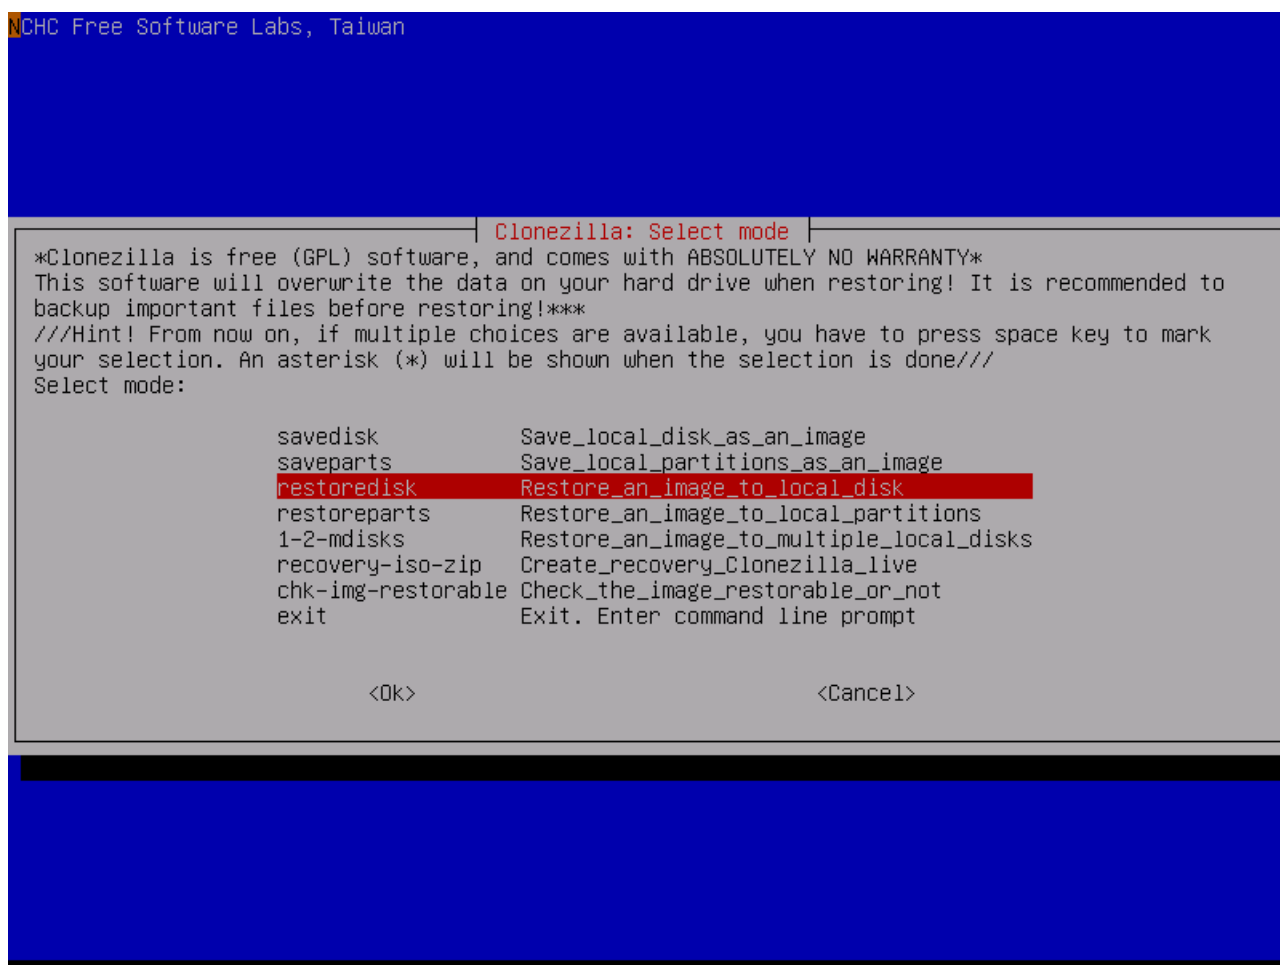 NCHC Free Software Labs, Taiwan
Clonezilla: Select mode
*Clonezilla is free (GPL) software, and comes with ABSOLUTELY NO WARRANTY*
This software will overwrite the data on your hard drive when restoring! It is recommended to
backup important files before restoring!***
///Hint! From now on, if multiple choices are available, you have to press space key to mark
your selection. An asterisk (*) will be shown when the selection is done///
Select mode:
savedisk Save_local_disk_as_an_image
saveparts Save_local_partitions_as_an_image
restoredisk Restore_an_image_to_local_disk
restoreparts Restore_an_image_to_local_partitions
1-2-mdisks Restore_an_image_to_multiple_local_disks
recovery-iso-zip Create_recovery_Clonezilla_live
chk-img-restorable Check_the_image_restorable_or_not
exit Exit. Enter command line prompt
<Ok> <Cancel>